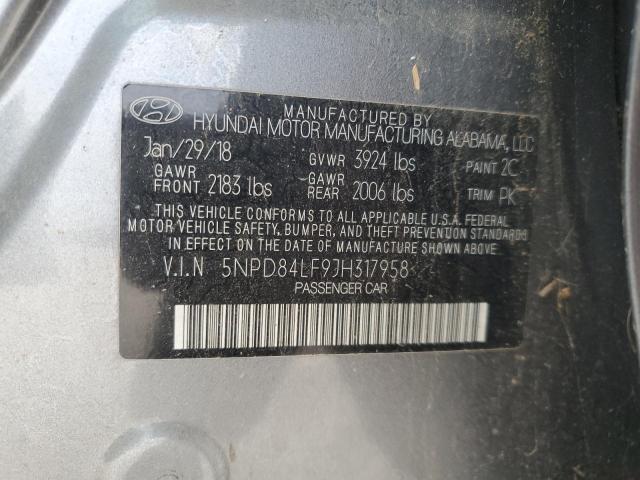 MANUFACTURED BY
HYUNDAI MOTOR MANUFACTURING ALABAMA, LLC
Jan/29/18 GVWR 3924 lbs PAINT 2C
GAWR FRONT 2183 lbs GAWR REAR 2006 lbs TRIM PK
THIS VEHICLE CONFORMS TO ALL APPLICABLE U.S.A. FEDERAL
MOTOR VEHICLE SAFETY, BUMPER, AND THEFT PREVENTION STANDARDS
IN EFFECT ON THE DATE OF MANUFACTURE SHOWN ABOVE.
V.I.N 5NPD84LF9JH317958
PASSENGER CAR